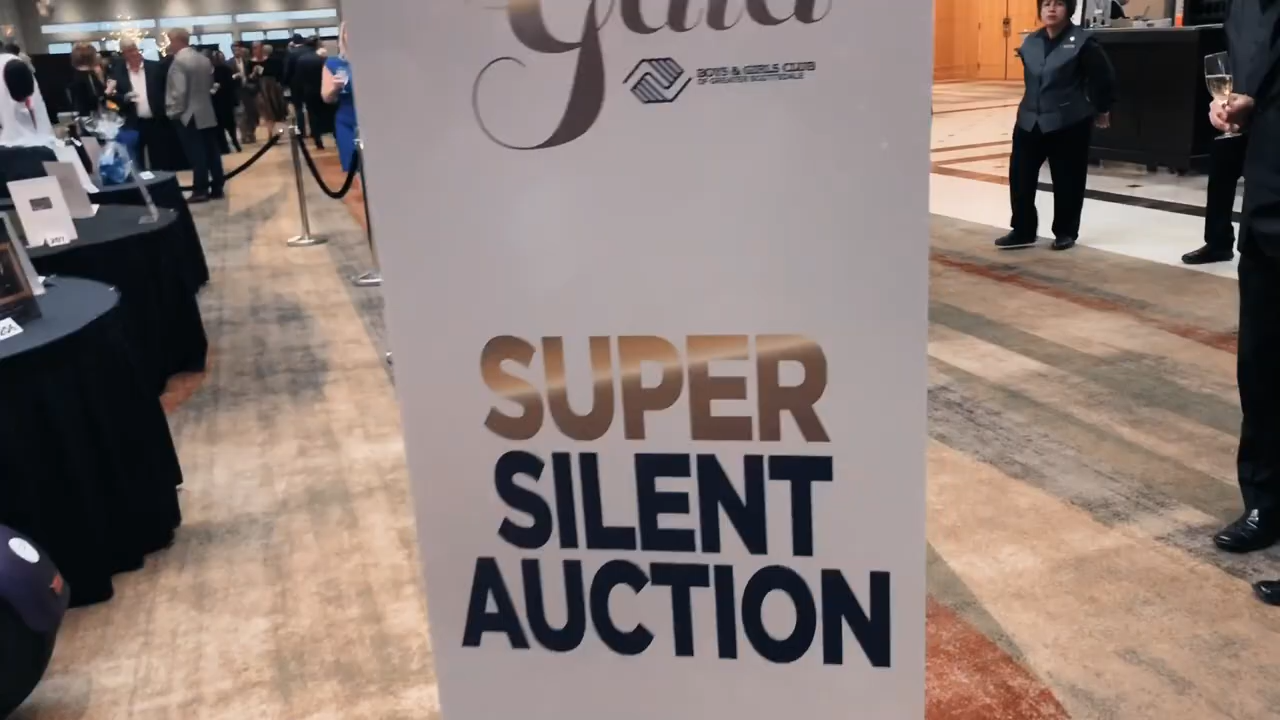 Gala
BOYS & GIRLS CLUB
OF GREATER SCOTTSDALE
SUPER
SILENT
AUCTION